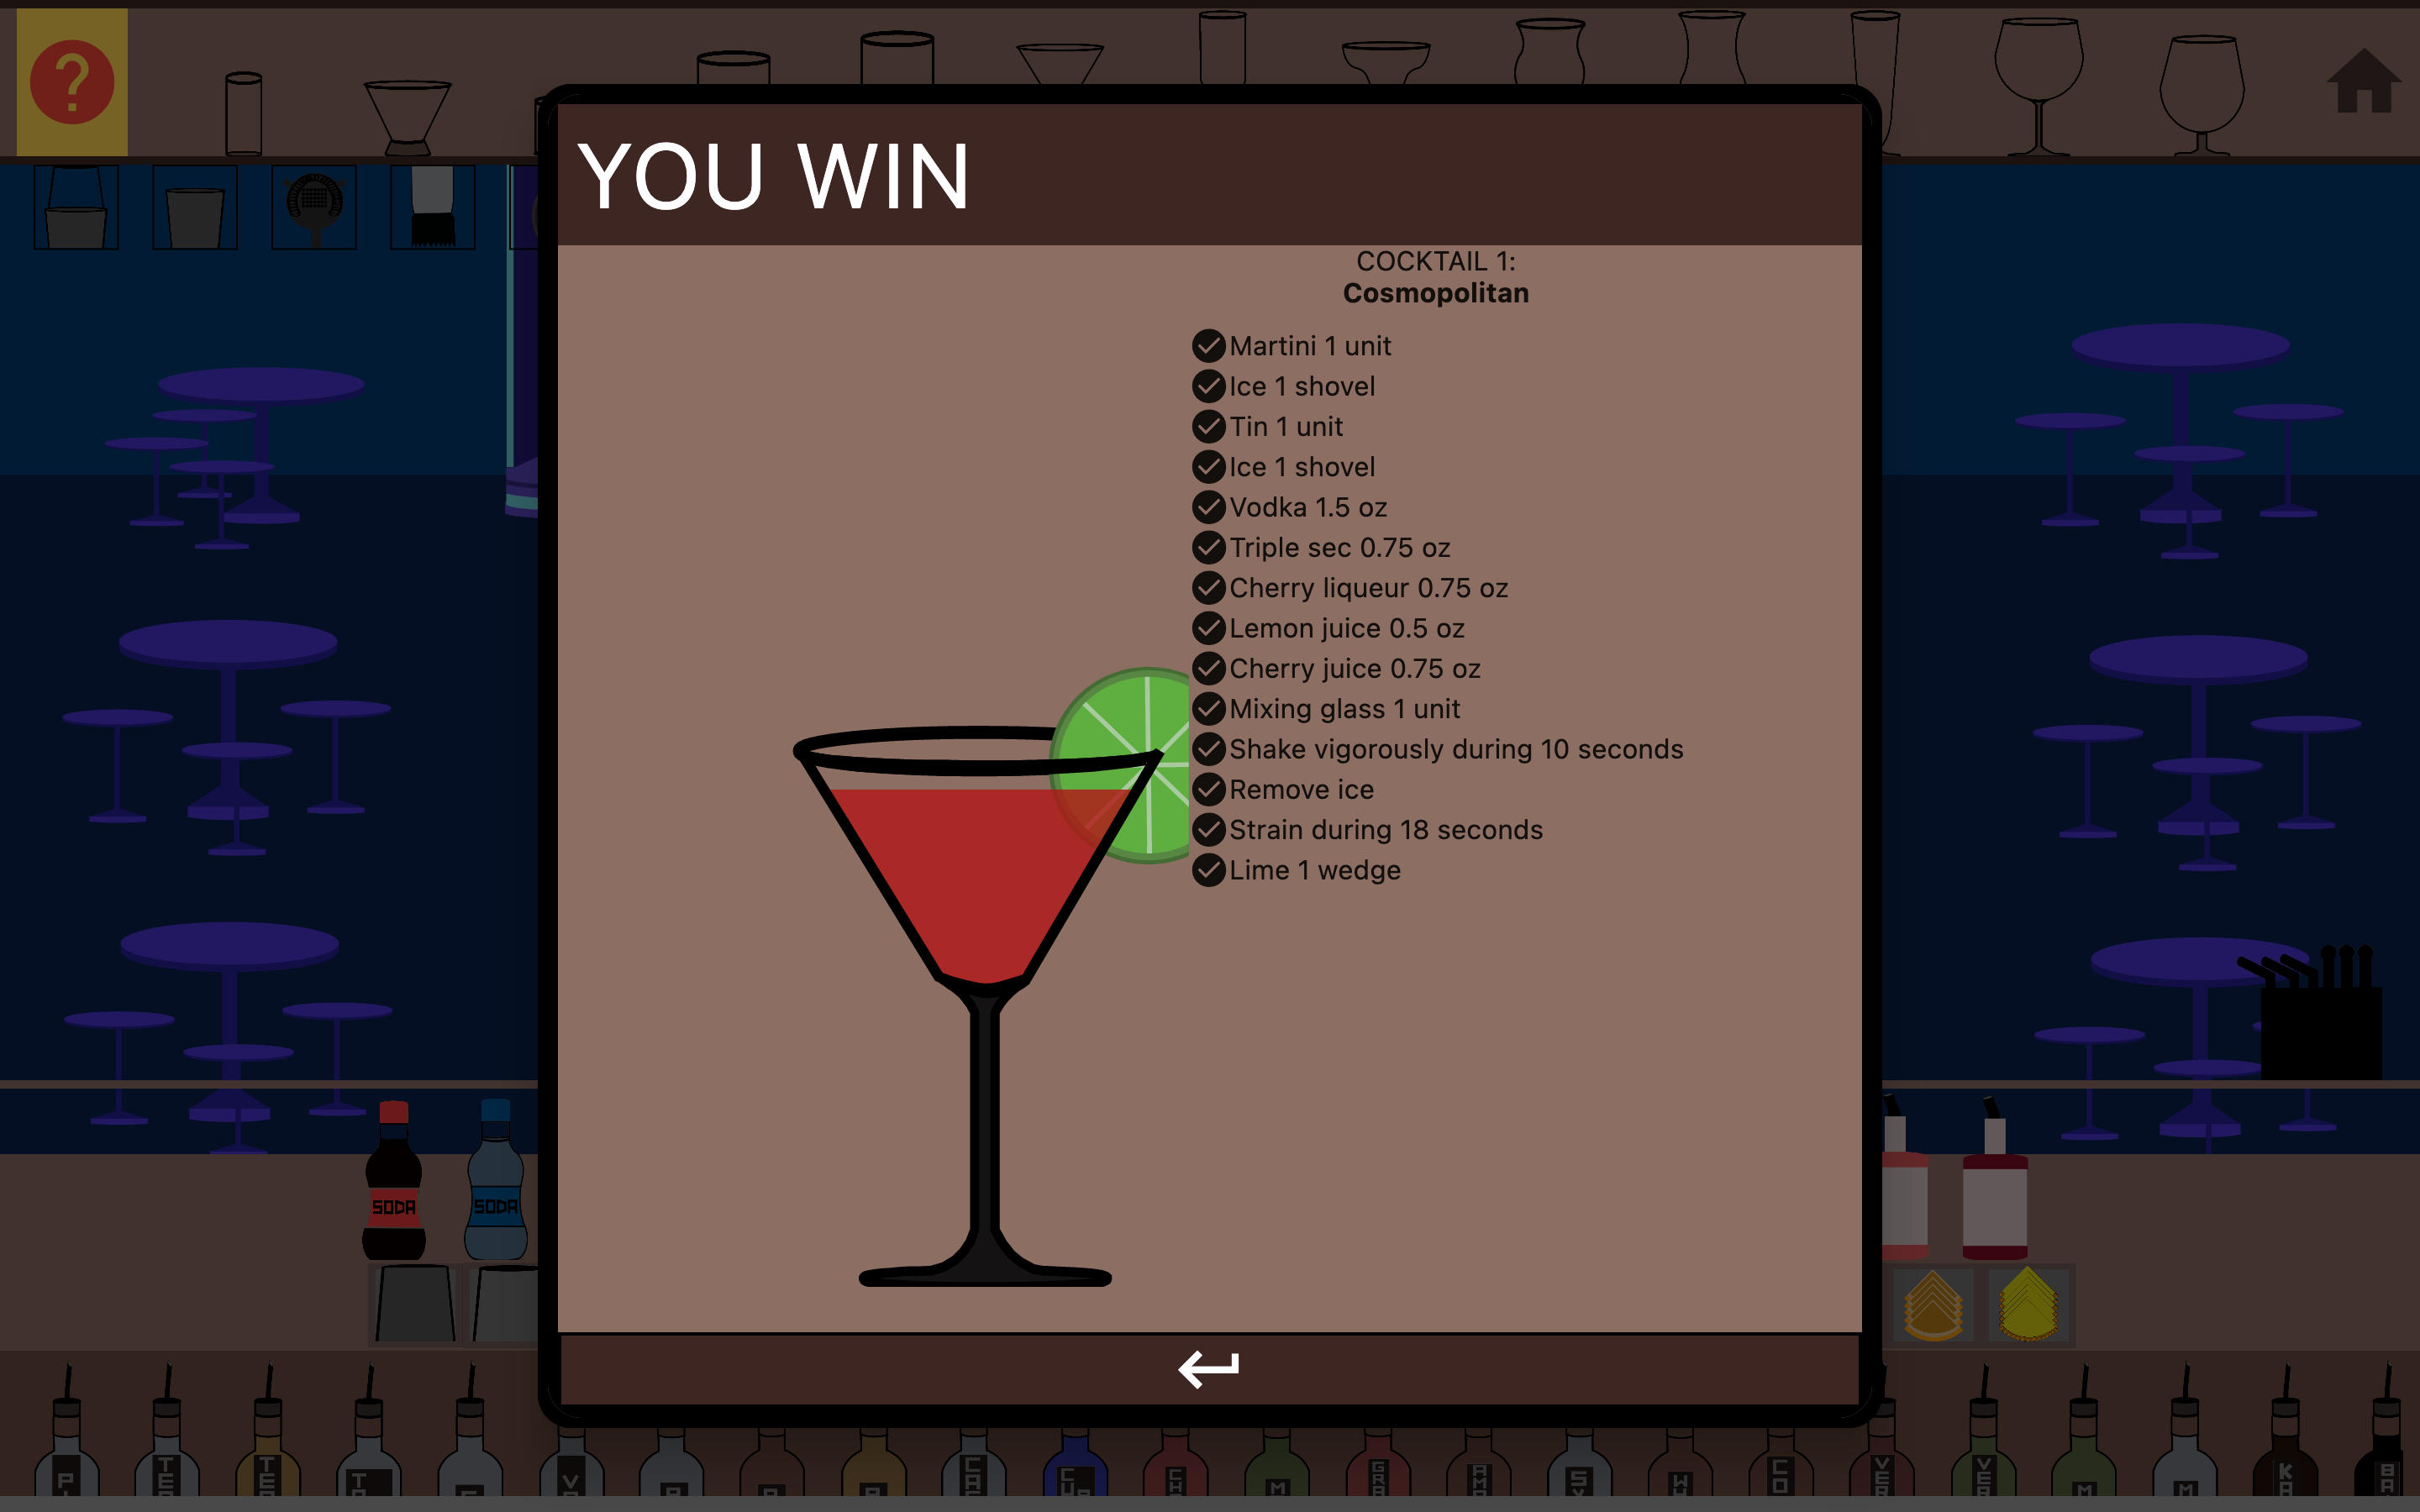 ?
YOU WIN
COCKTAIL 1:
Cosmopolitan
Martini 1 unit
Ice 1 shovel
Tin 1 unit
Ice 1 shovel
Vodka 1.5 oz
Triple sec 0.75 oz
Cherry liqueur 0.75 oz
Lemon juice 0.5 oz
Cherry juice 0.75 oz
Mixing glass 1 unit
Shake vigorously during 10 seconds
Remove ice
Strain during 18 seconds
Lime 1 wedge
SODA
SODA